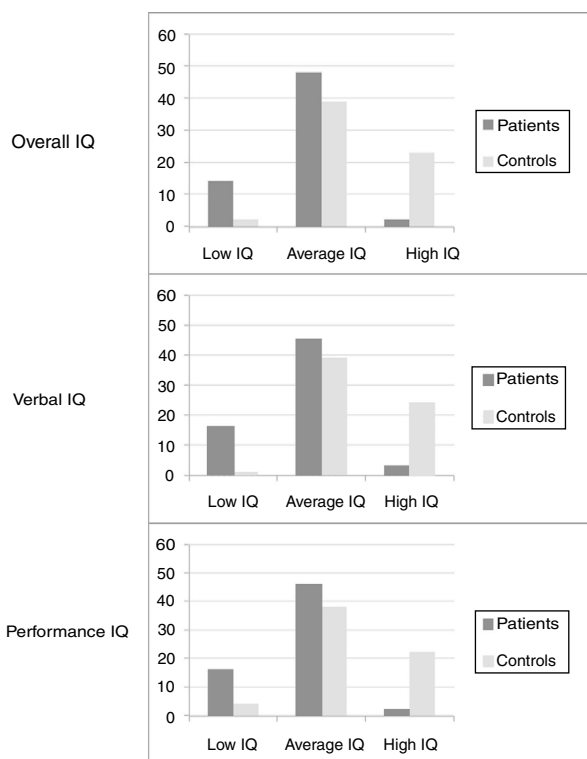 Overall IQ
60
50
40
30
20
10
0
Low IQ Average IQ High IQ
Patients
Controls
Verbal IQ
60
50
40
30
20
10
0
Low IQ Average IQ High IQ
Patients
Controls
Performance IQ
60
50
40
30
20
10
0
Low IQ Average IQ High IQ
Patients
Controls